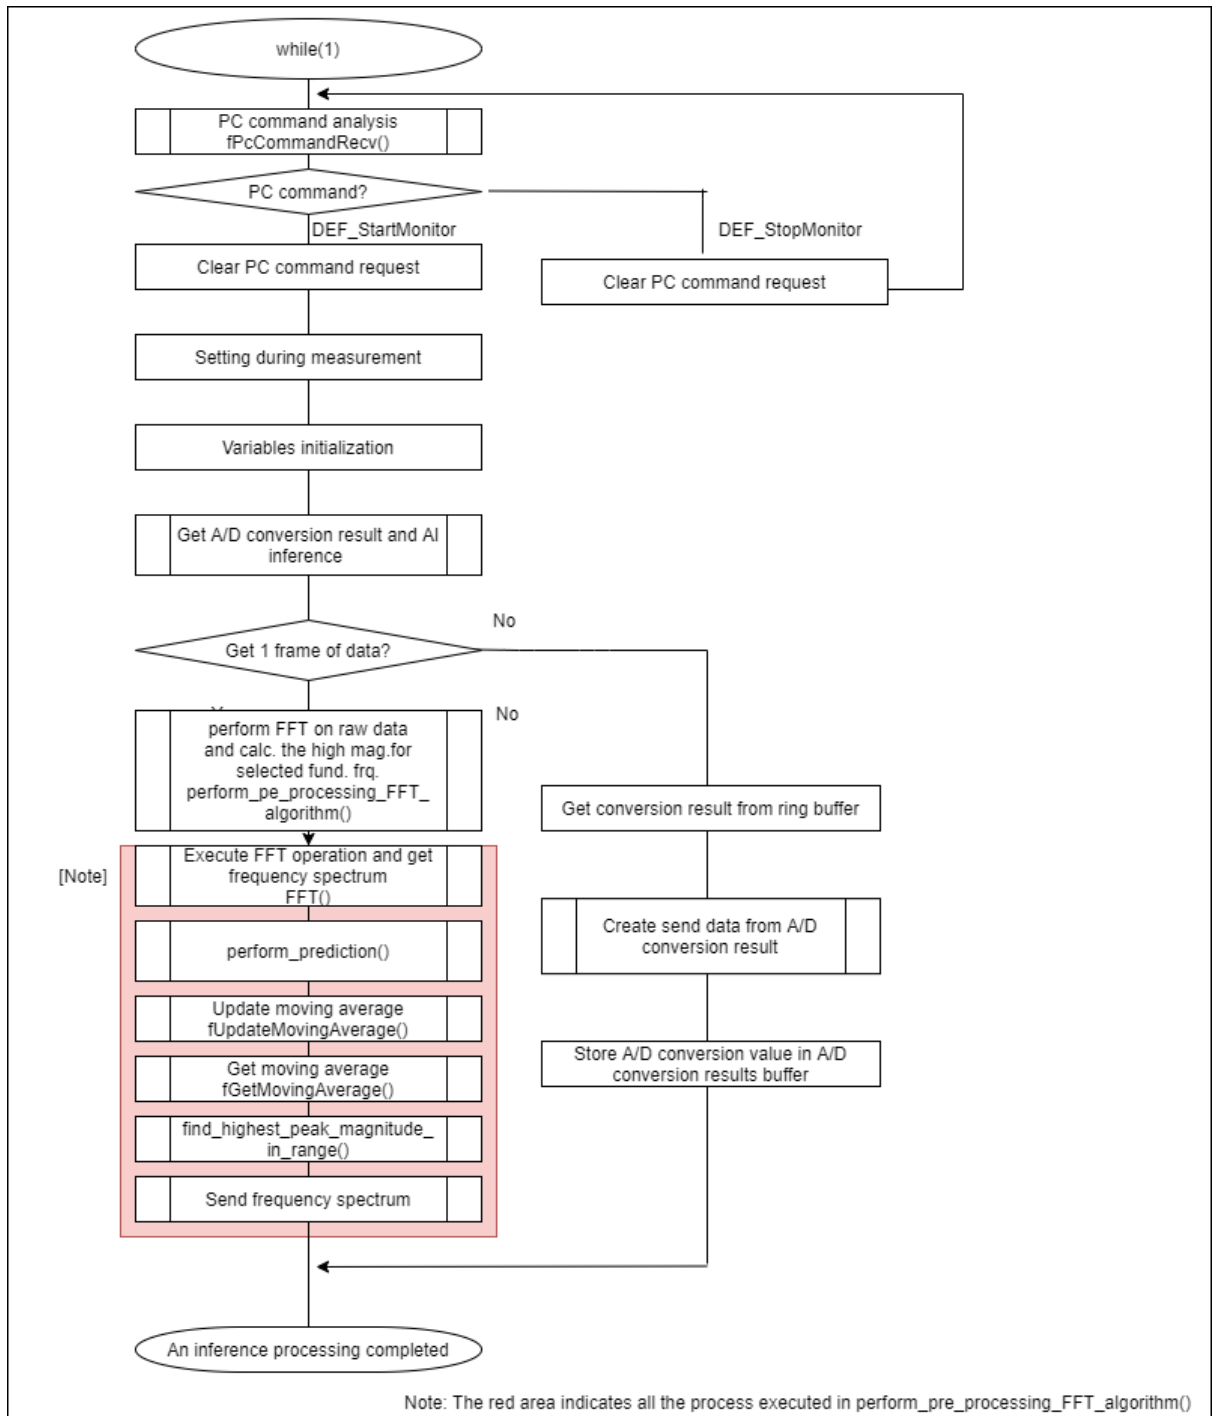 while(1)
PC command analysis
fPcCommandRecv()
PC command?
DEF_StartMonitor
DEF_StopMonitor
Clear PC command request
Clear PC command request
Setting during measurement
Variables initialization
Get A/D conversion result and AI
inference
No
Get 1 frame of data?
No
perform FFT on raw data
and calc. the high mag.for
selected fund. frq.
perform_pe_processing_FFT_
algorithm()
Get conversion result from ring buffer
[Note]
Execute FFT operation and get
frequency spectrum
FFT()
Create send data from A/D
conversion result
perform_prediction()
Update moving average
fUpdateMovingAverage()
Store A/D conversion value in A/D
conversion results buffer
Get moving average
fGetMovingAverage()
find_highest_peak_magnitude_
in_range()
Send frequency spectrum
An inference processing completed
Note: The red area indicates all the process executed in perform_pre_processing_FFT_algorithm()